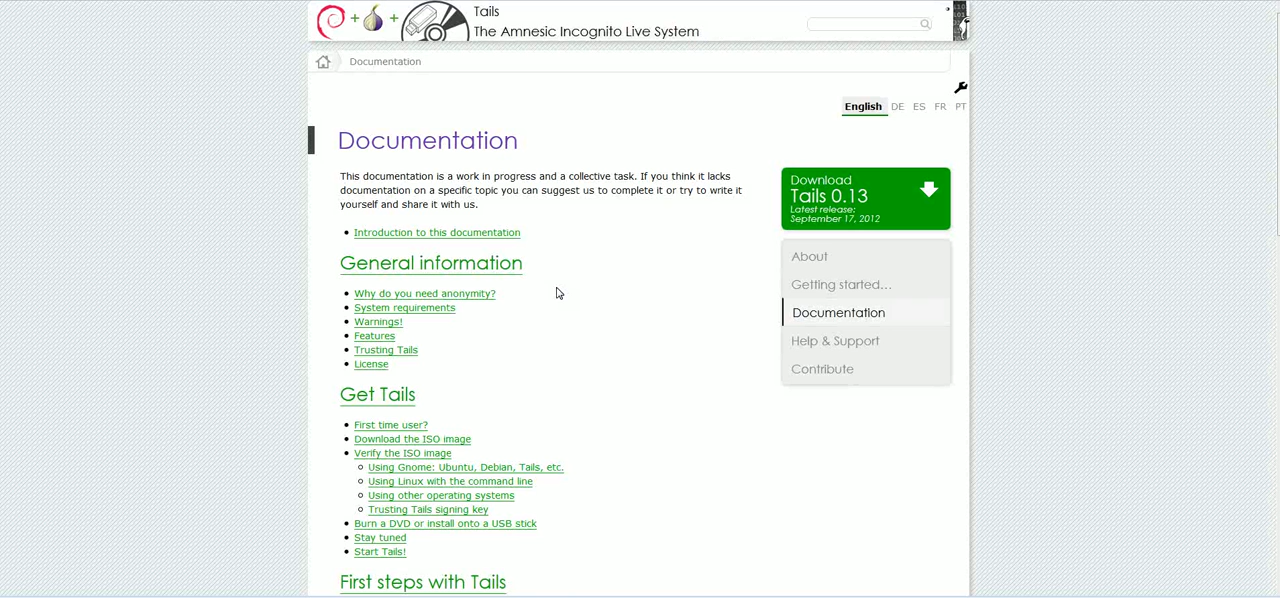 Tails
The Amnesic Incognito Live System
Documentation
English DE ES FR PT
Documentation
This documentation is a work in progress and a collective task. If you think it lacks
documentation on a specific topic you can suggest us to complete it or try to write it
yourself and share it with us.
Introduction to this documentation
General information
Why do you need anonymity?
System requirements
Warnings!
Features
Trusting Tails
License
Get Tails
First time user?
Download the ISO image
Verify the ISO image
Using Gnome: Ubuntu, Debian, Tails, etc.
Using Linux with the command line
Using other operating systems
Trusting Tails signing key
Burn a DVD or install onto a USB stick
Stay tuned
Start Tails!
First steps with Tails
Download
Tails 0.13
Latest release:
September 17, 2012
About
Getting started...
Documentation
Help & Support
Contribute